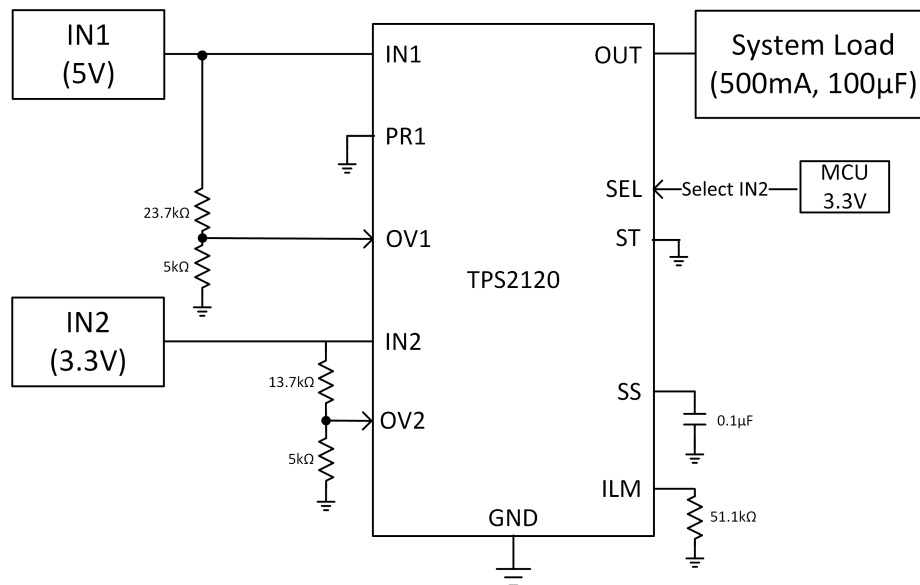 IN1
(5V)
IN1
OUT
System Load
(500mA, 100µF)
PR1
SEL
Select IN2
MCU
3.3V
23.7kΩ
OV1
ST
5kΩ
TPS2120
IN2
(3.3V)
IN2
13.7kΩ
OV2
SS
0.1µF
5kΩ
ILM
51.1kΩ
GND